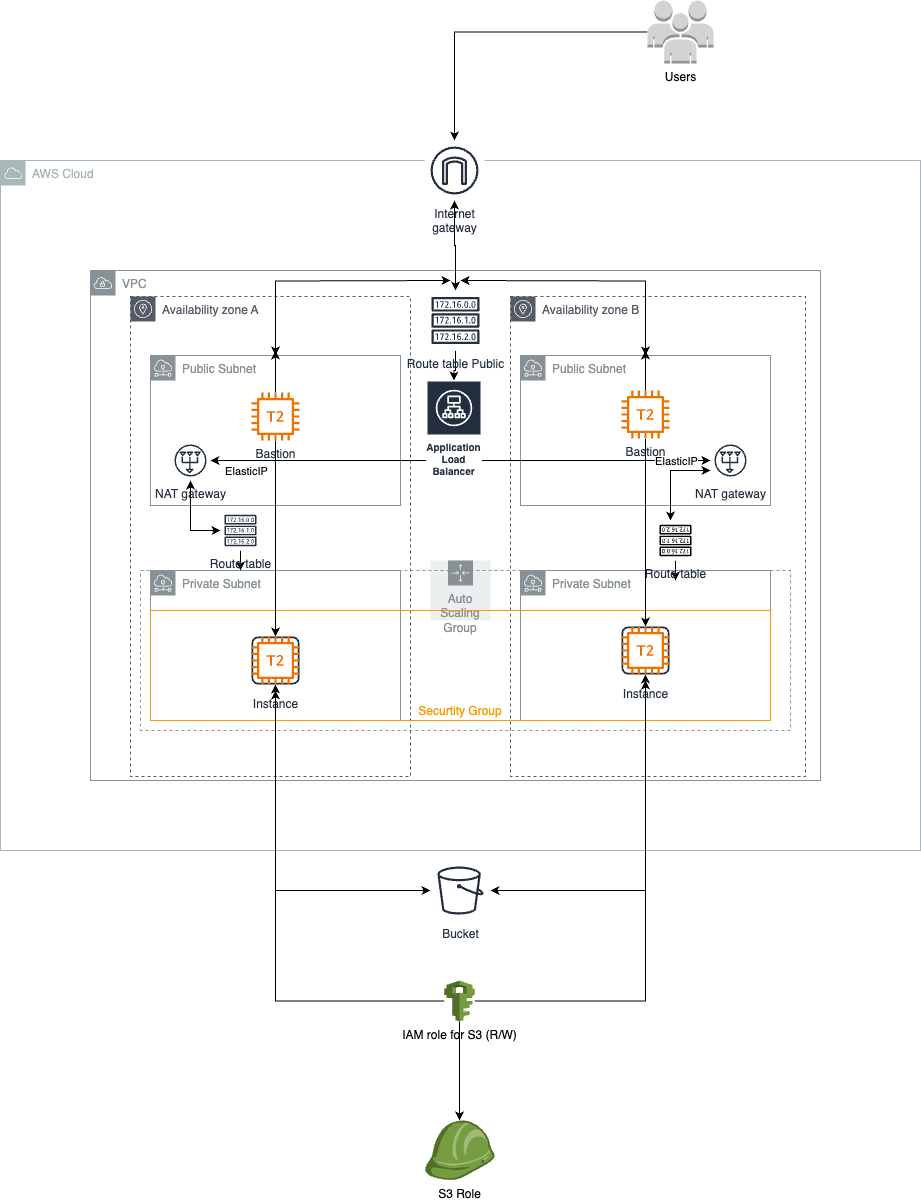 Users
AWS Cloud
Internet
gateway
VPC
Availability zone A
172.16.0.0
172.16.1.0
172.16.2.0
Availability zone B
Public Subnet
Route table Public
Public Subnet
T2
T2
Bastion
Application
Load
Balancer
Bastion
ElasticIP
ElasticIP
NAT gateway
NAT gateway
172.16.0.0
172.16.1.0
172.16.2.0
172.16.2.0
172.16.1.0
172.16.0.0
Route table
Route table
Private Subnet
Private Subnet
Auto
Scaling
Group
T2
T2
Instance
Instance
Secturity Group
Bucket
IAM role for S3 (R/W)
S3 Role